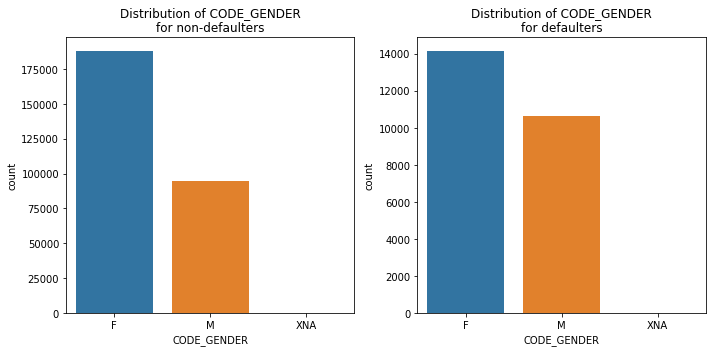 Distribution of CODE_GENDER
for non-defaulters
175000
150000
125000
100000
75000
50000
25000
0
count
F
M
XNA
CODE_GENDER
Distribution of CODE_GENDER
for defaulters
14000
12000
10000
8000
6000
4000
2000
0
count
F
M
XNA
CODE_GENDER